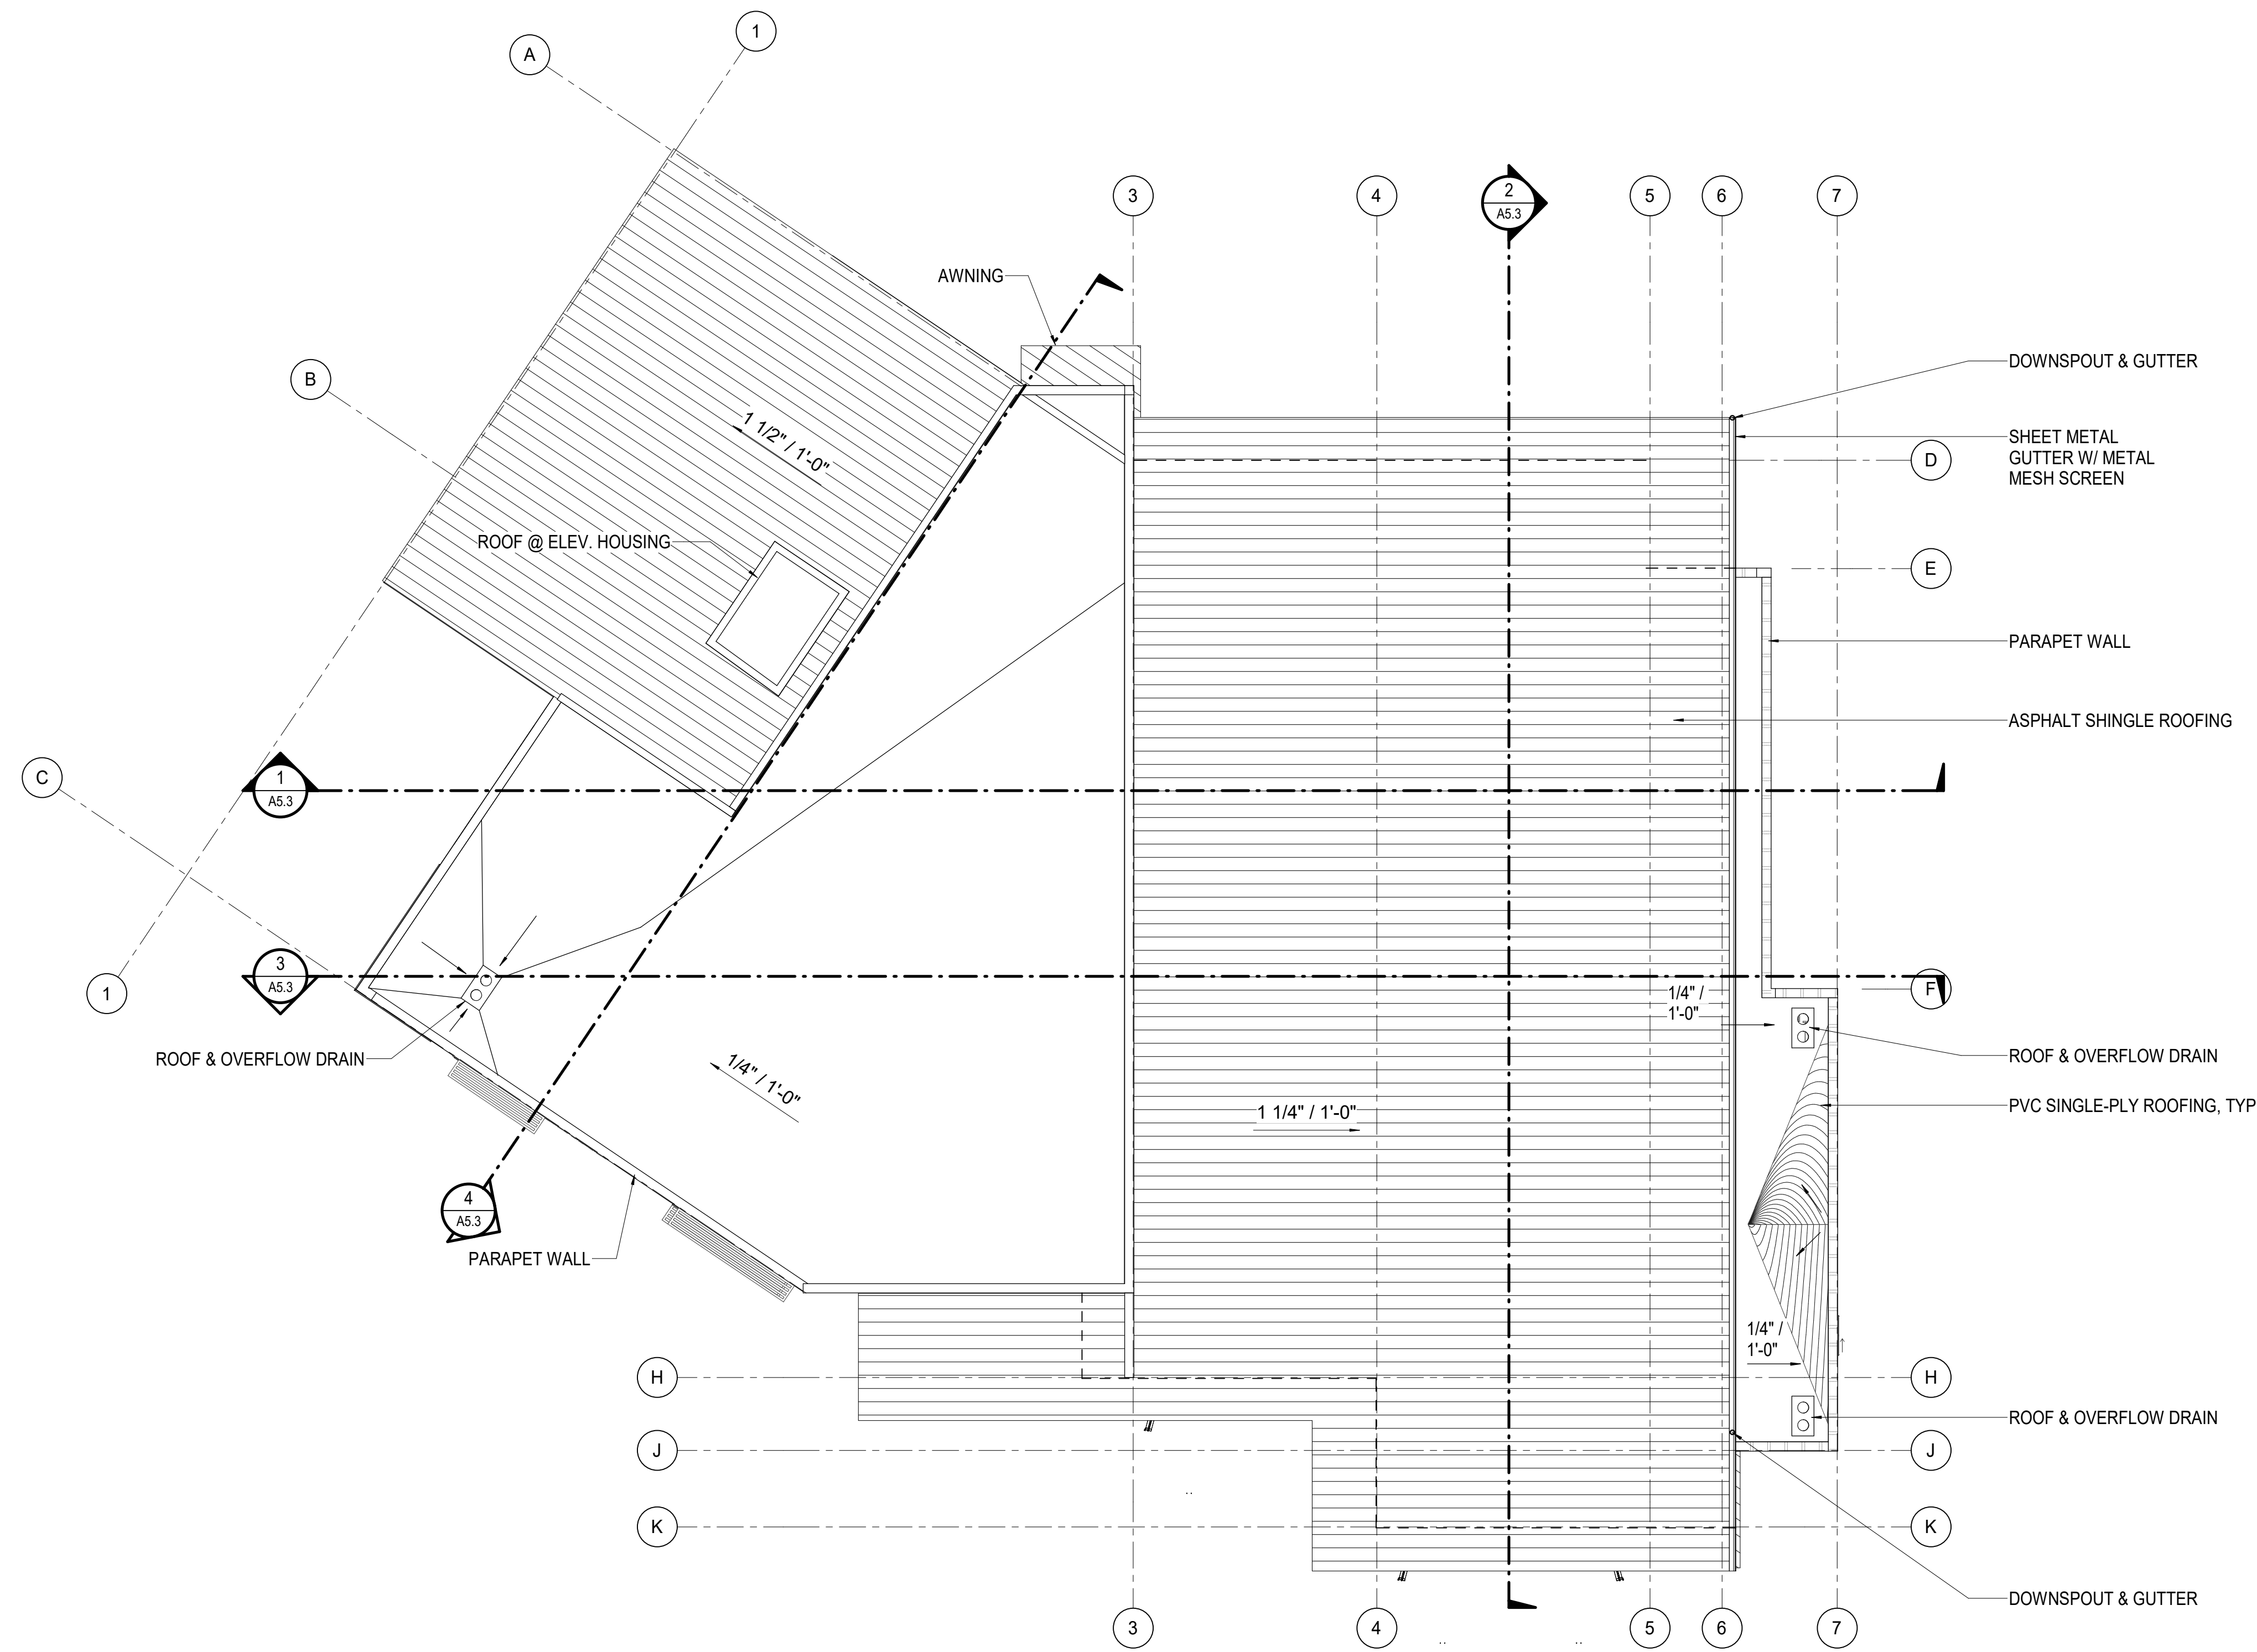 1
A
3
4
2
A5.3
5
6
7
AWNING
DOWNSPOUT & GUTTER
B
1 1/2" / 1'-0"
SHEET METAL
GUTTER W/ METAL
MESH SCREEN
D
ROOF @ ELEV. HOUSING
E
PARAPET WALL
ASPHALT SHINGLE ROOFING
C
1
A5.3
3
A5.3
1
F
1/4" /
1'-0"
ROOF & OVERFLOW DRAIN
ROOF & OVERFLOW DRAIN
1/4" / 1'-0"
1 1/4" / 1'-0"
PVC SINGLE-PLY ROOFING, TYP
4
A5.3
PARAPET WALL
1/4" /
1'-0"
H
H
ROOF & OVERFLOW DRAIN
J
J
K
K
DOWNSPOUT & GUTTER
3
4
5
6
7